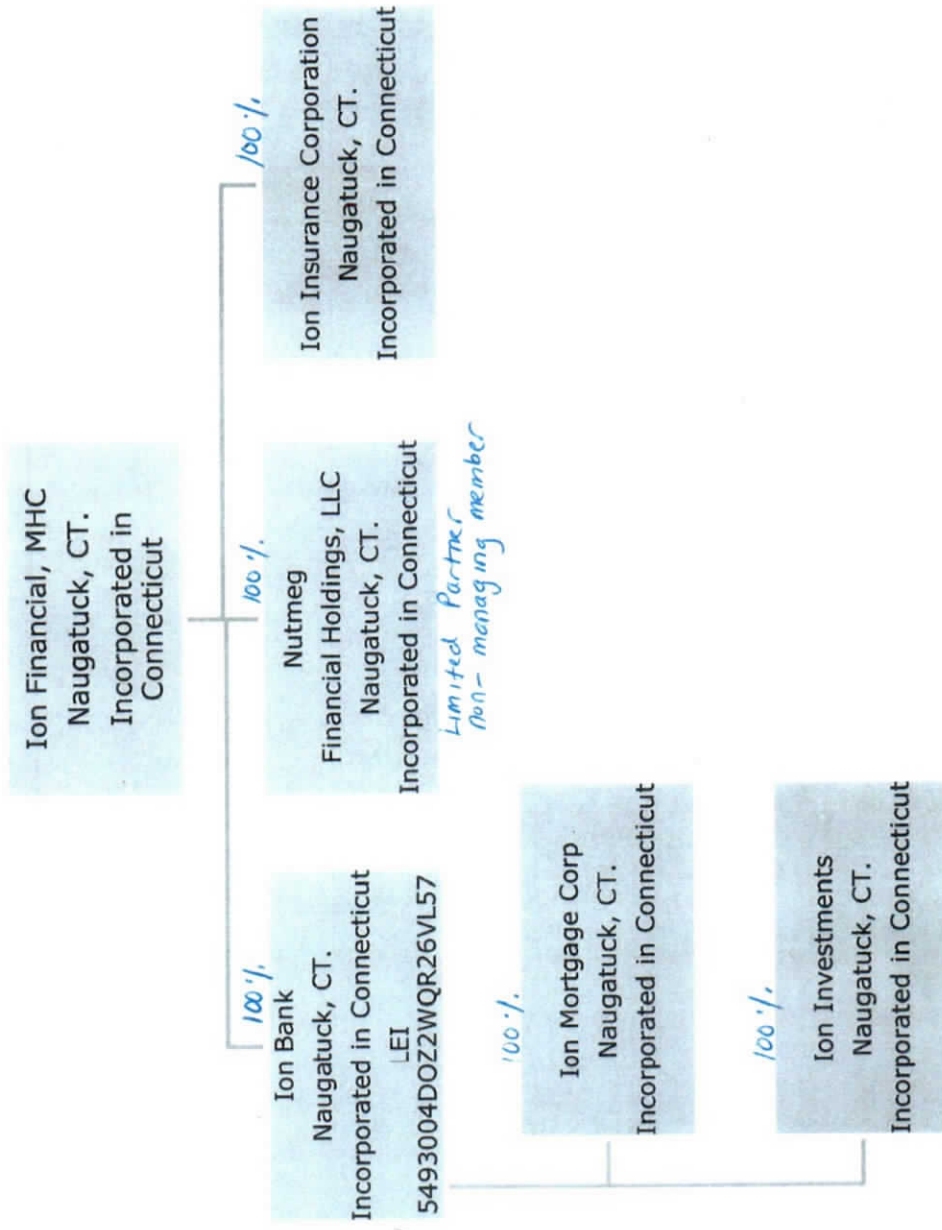 Ion Financial, MHC
Naugatuck, CT.
Incorporated in
Connecticut
100%
Ion Bank
Naugatuck, CT.
Incorporated in Connecticut
LEI
5493004DOZ2ZWQR26VL57
100%
Nutmeg
Financial Holdings, LLC
Naugatuck, CT.
Incorporated in Connecticut
Limited Partner
non-managing member
100%
Ion Insurance Corporation
Naugatuck, CT.
Incorporated in Connecticut
100%
Ion Mortgage Corp
Naugatuck, CT.
Incorporated in Connecticut
100%
Ion Investments
Naugatuck, CT.
Incorporated in Connecticut